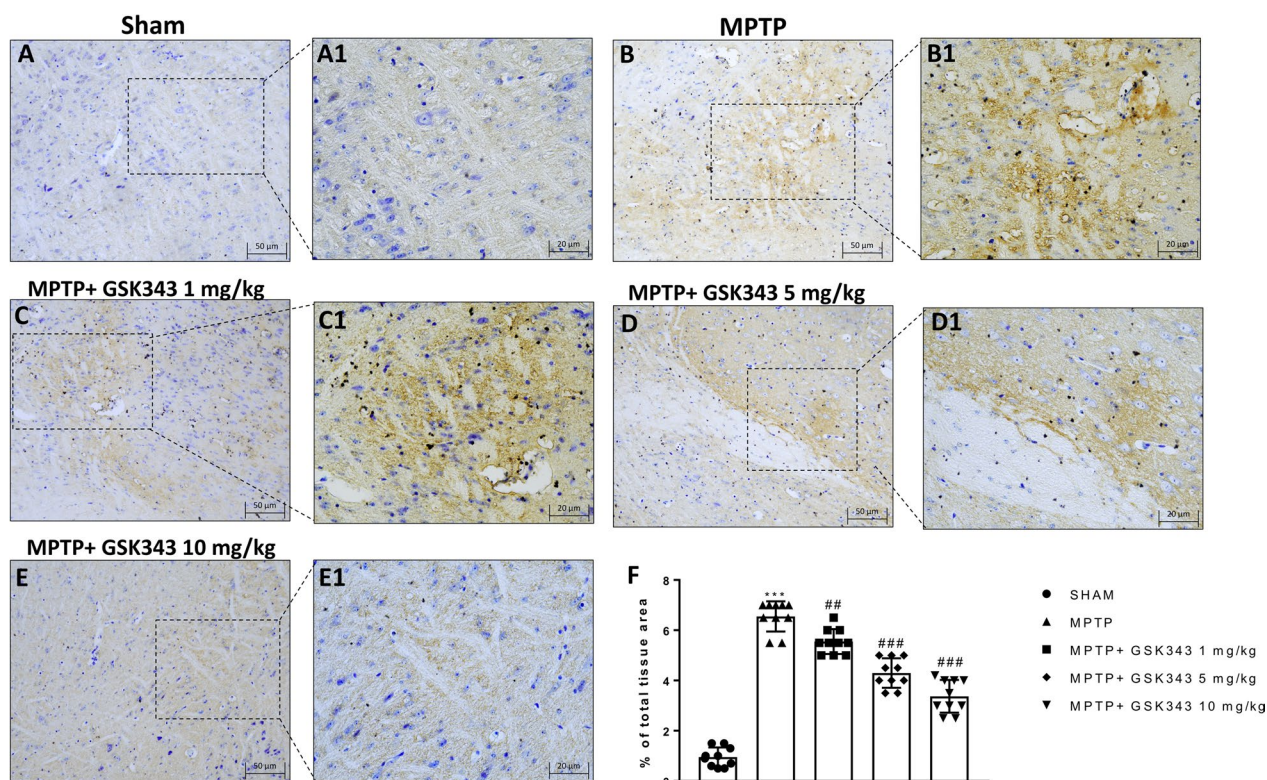 Sham
MPTP
A
A1
B
B1
50 µm
20 µm
50 µm
20 µm
MPTP+ GSK343 1 mg/kg
MPTP+ GSK343 5 mg/kg
C
C1
D
D1
50 µm
20 µm
50 µm
20 µm
MPTP+ GSK343 10 mg/kg
E
E1
50 µm
20 µm
F
% of total tissue area
8
6
4
2
***
##
###
###
SHAM
MPTP
MPTP+ GSK343 1 mg/kg
MPTP+ GSK343 5 mg/kg
MPTP+ GSK343 10 mg/kg